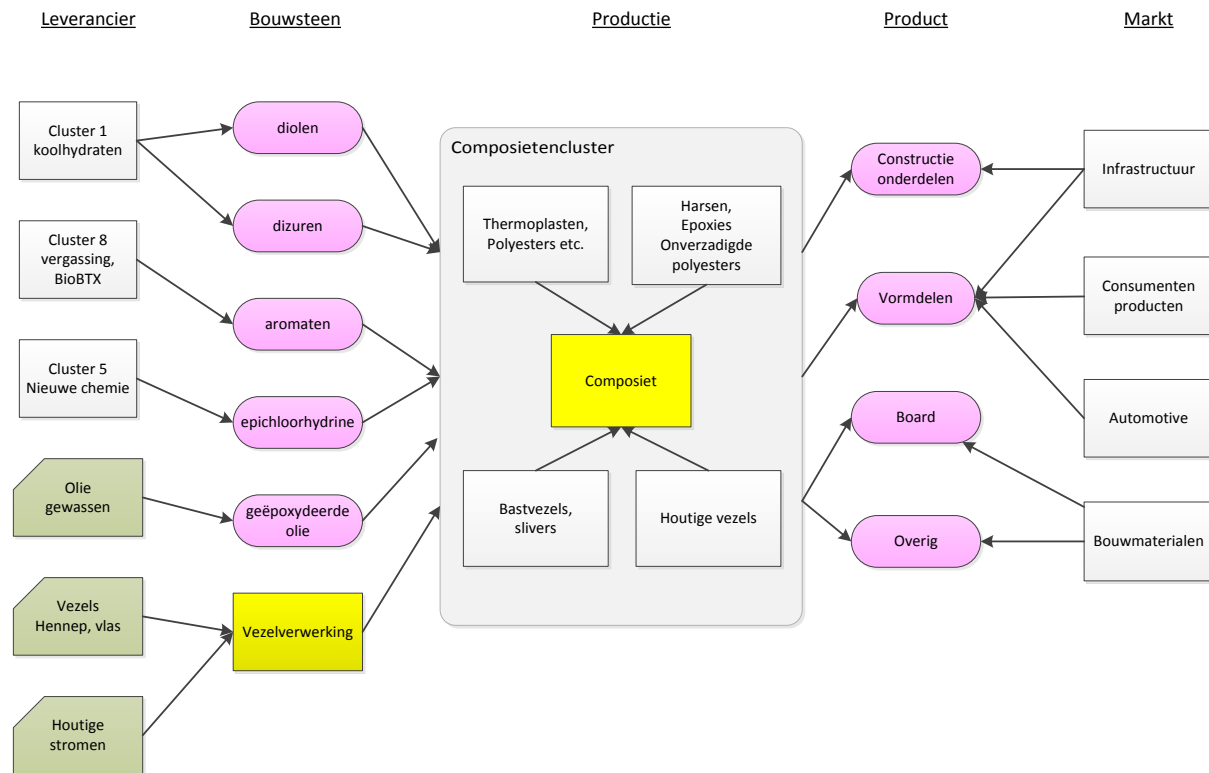 Leverancier
Bouwsteen
Productie
Product
Markt
Cluster 1
koolhydraten
Cluster 8
vergassing,
BioBTX
Cluster 5
Nieuwe chemie
Olie
gewassen
Vezels
Hennep, vlas
Houtige
stromen
diolen
dizuren
aromaten
epichloorhydrine
geëpoxydeerde
olie
Vezelverwerking
Composietencluster
Thermoplasten,
Polyesters etc.
Harsen,
Epoxies
Onverzadigde
polyesters
Composiet
Bastvezels,
slivers
Houtige vezels
Constructie
onderdelen
Vormdelen
Board
Overig
Infrastructuur
Consumenten
producten
Automotive
Bouwmaterialen